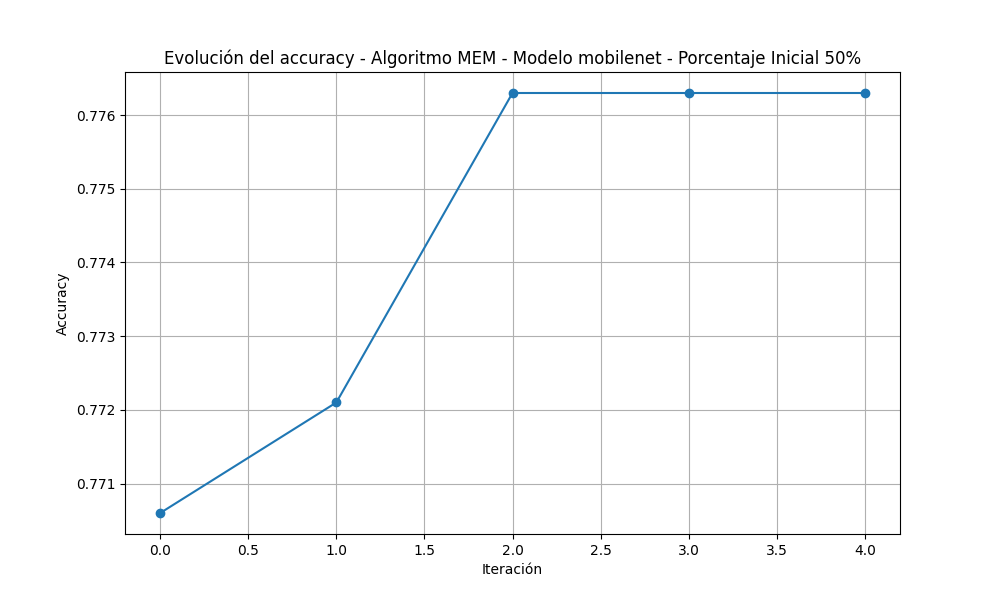 Evolución del accuracy - Algoritmo MEM - Modelo mobilenet - Porcentaje Inicial 50%
0.776
0.775
0.774
0.773
0.772
0.771
Accuracy
0.0 0.5 1.0 1.5 2.0 2.5 3.0 3.5 4.0
Iteración